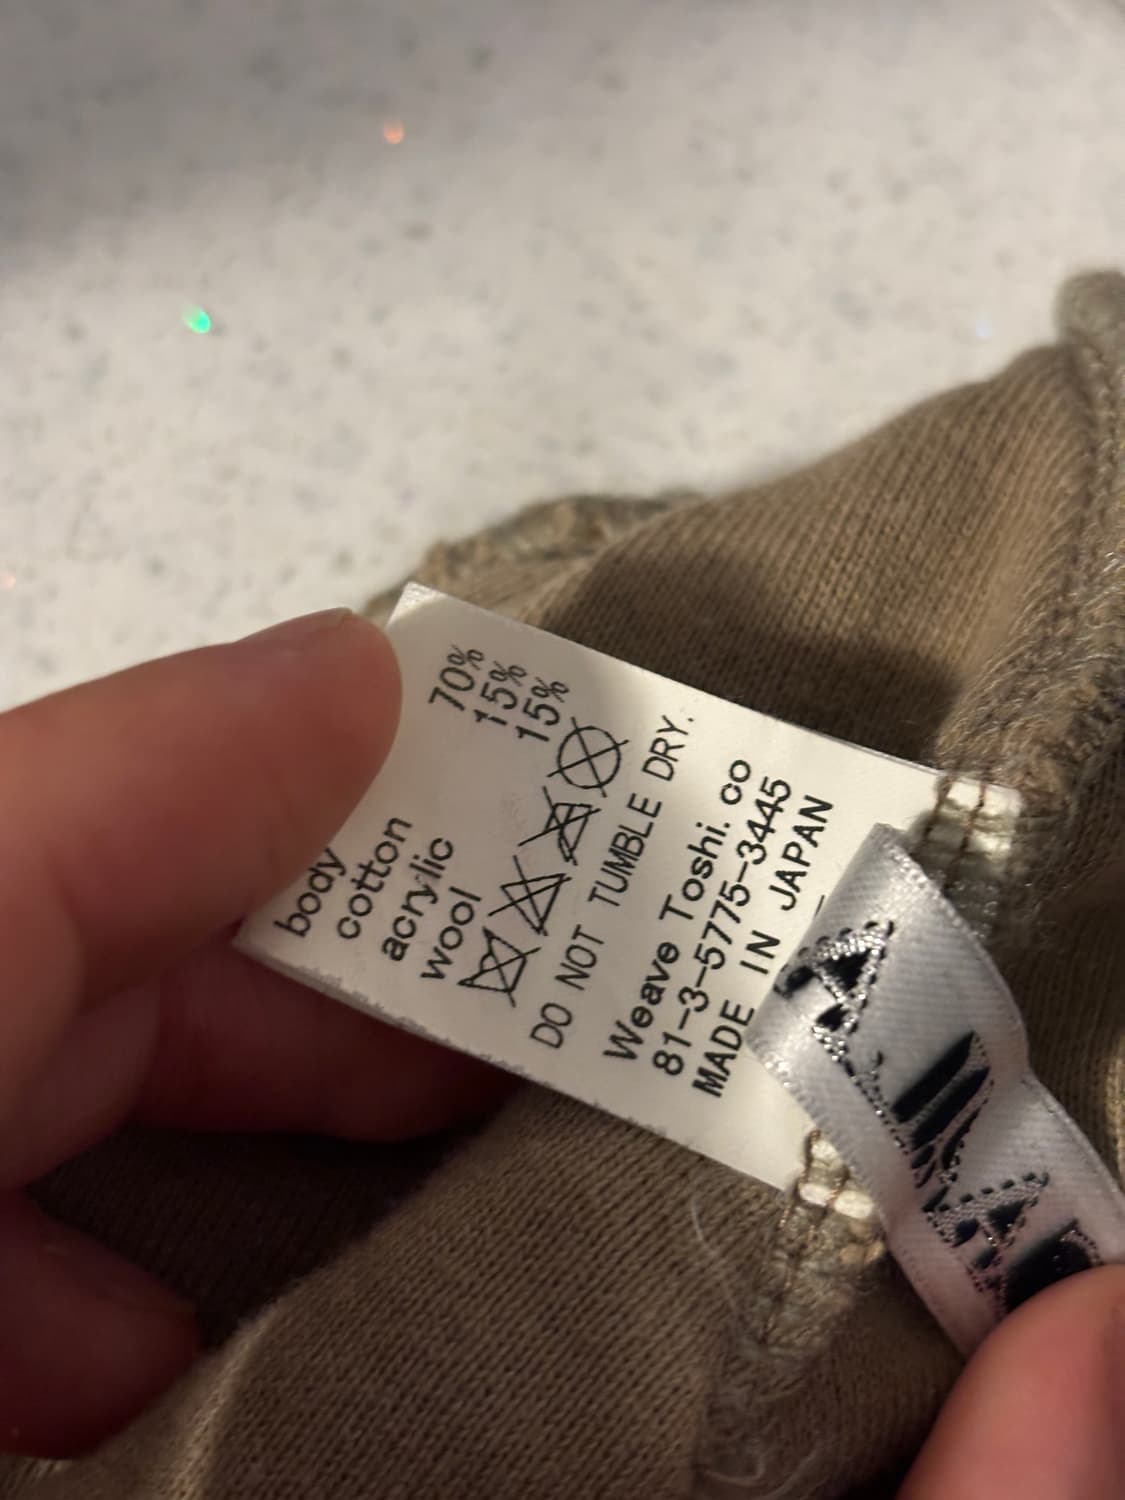 body
cotton 70%
acrylic 15%
wool 15%
DO NOT TUMBLE DRY.
Weave Toshi. co
81-3-5775-3445
MADE IN JAPAN